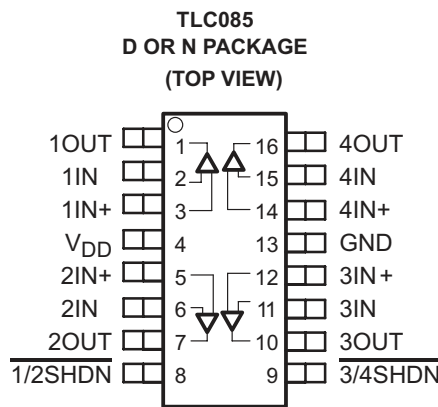 TLC085
D OR N PACKAGE
(TOP VIEW)
1OUT 1 16 4OUT
1IN 2 15 4IN
1IN+ 3 14 4IN+
VDD 4 13 GND
2IN+ 5 12 3IN+
2IN 6 11 3IN
2OUT 7 10 3OUT
1/2SHDN 8 9 3/4SHDN